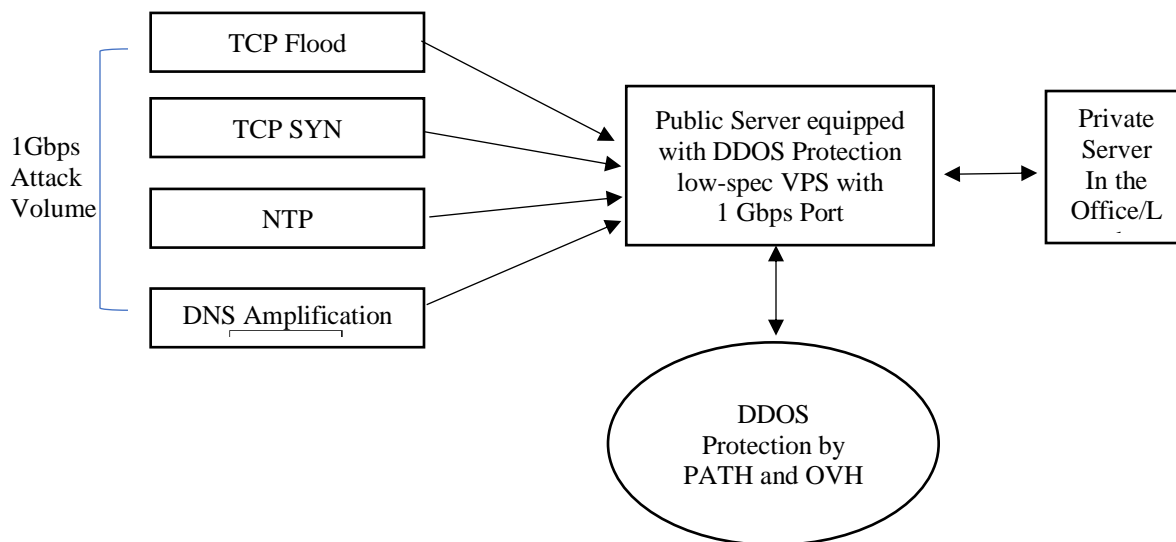 1Gbps
Attack
Volume
TCP Flood
TCP SYN
NTP
DNS Amplification
Public Server equipped
with DDOS Protection
low-spec VPS with
1 Gbps Port
Private
Server
In the
Office/L
DDOS
Protection by
PATH and OVH